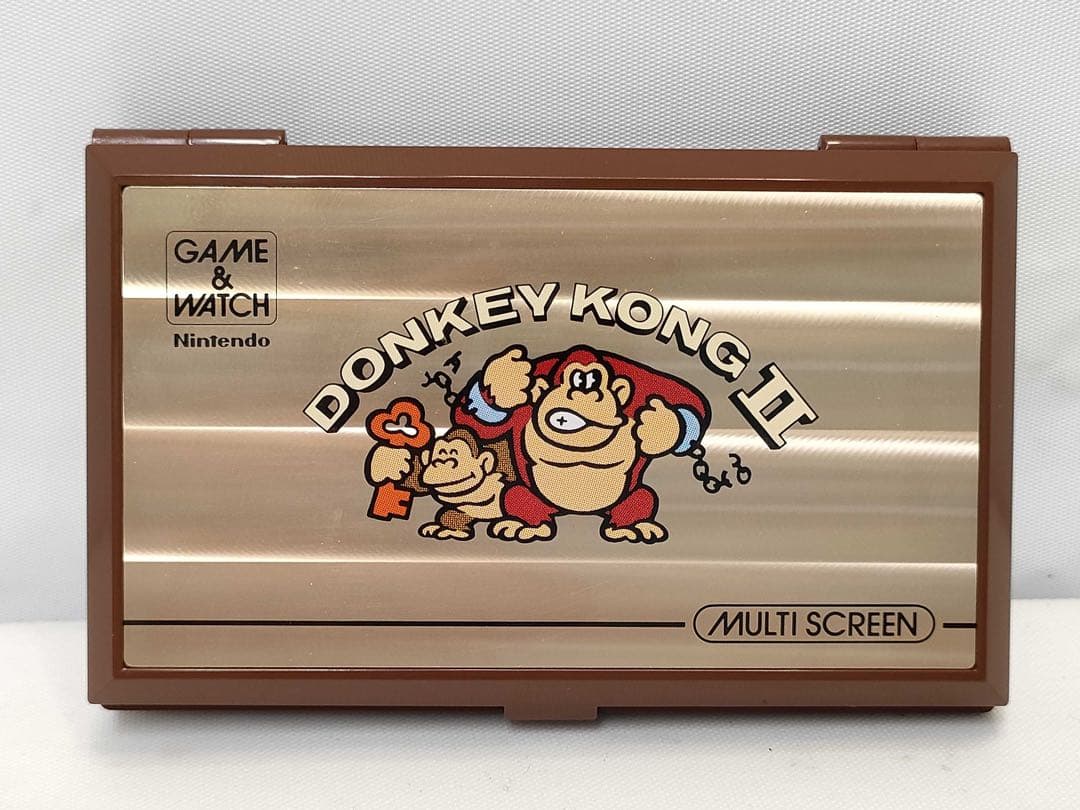 GAME
&
WATCH
Nintendo
DONKEY KONG II
MULTI SCREEN